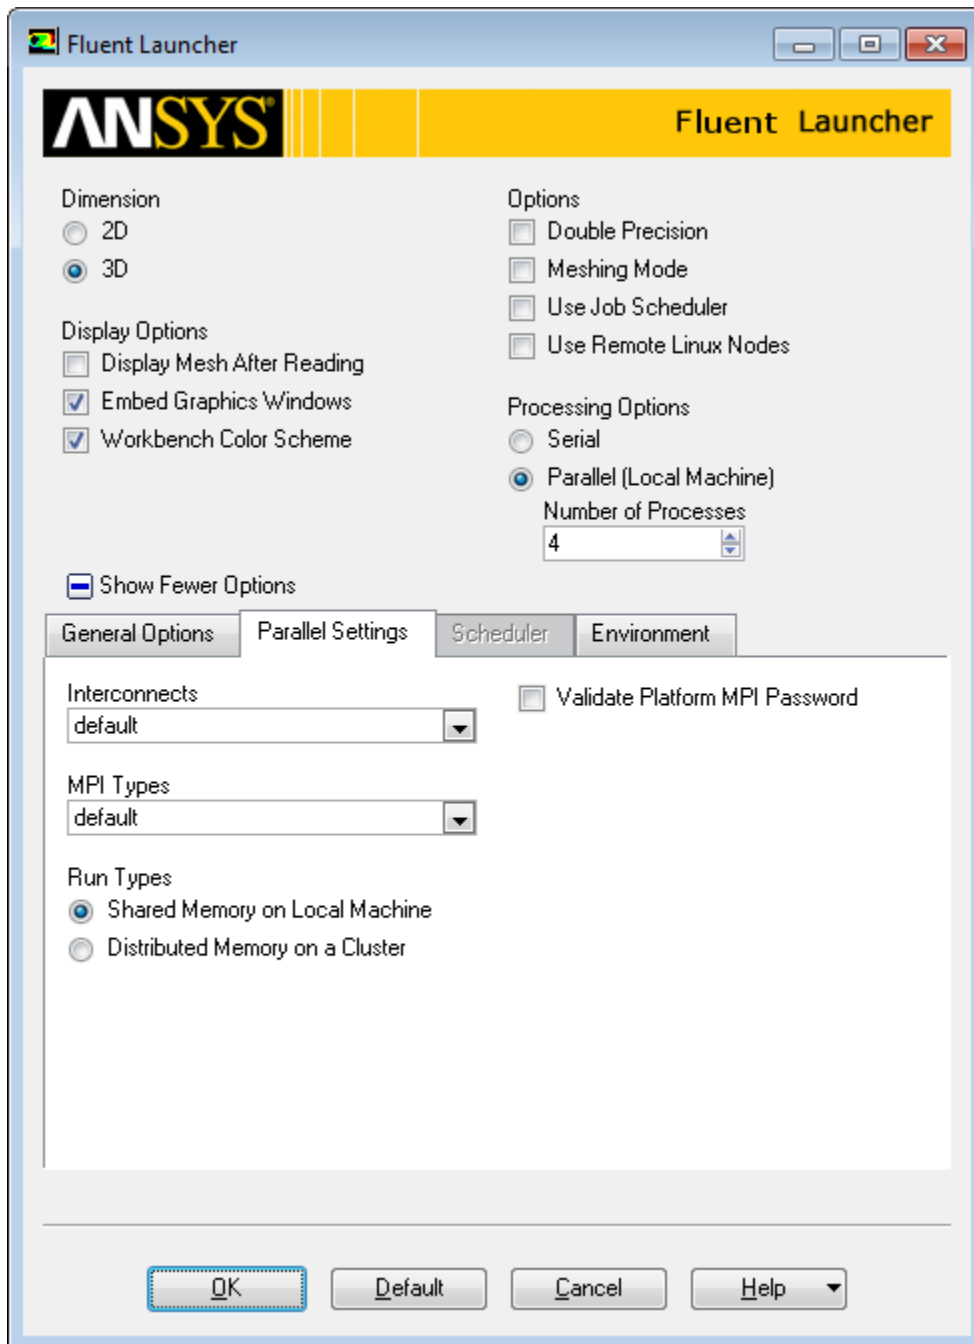 Fluent Launcher
ANSYS®
Fluent Launcher
Dimension
2D
3D
Display Options
Display Mesh After Reading
Embed Graphics Windows
Workbench Color Scheme
Options
Double Precision
Meshing Mode
Use Job Scheduler
Use Remote Linux Nodes
Processing Options
Serial
Parallel (Local Machine)
Number of Processes
4
Show Fewer Options
General Options
Parallel Settings
Scheduler
Environment
Interconnects
default
MPI Types
default
Run Types
Shared Memory on Local Machine
Distributed Memory on a Cluster
Validate Platform MPI Password
OK
Default
Cancel
Help